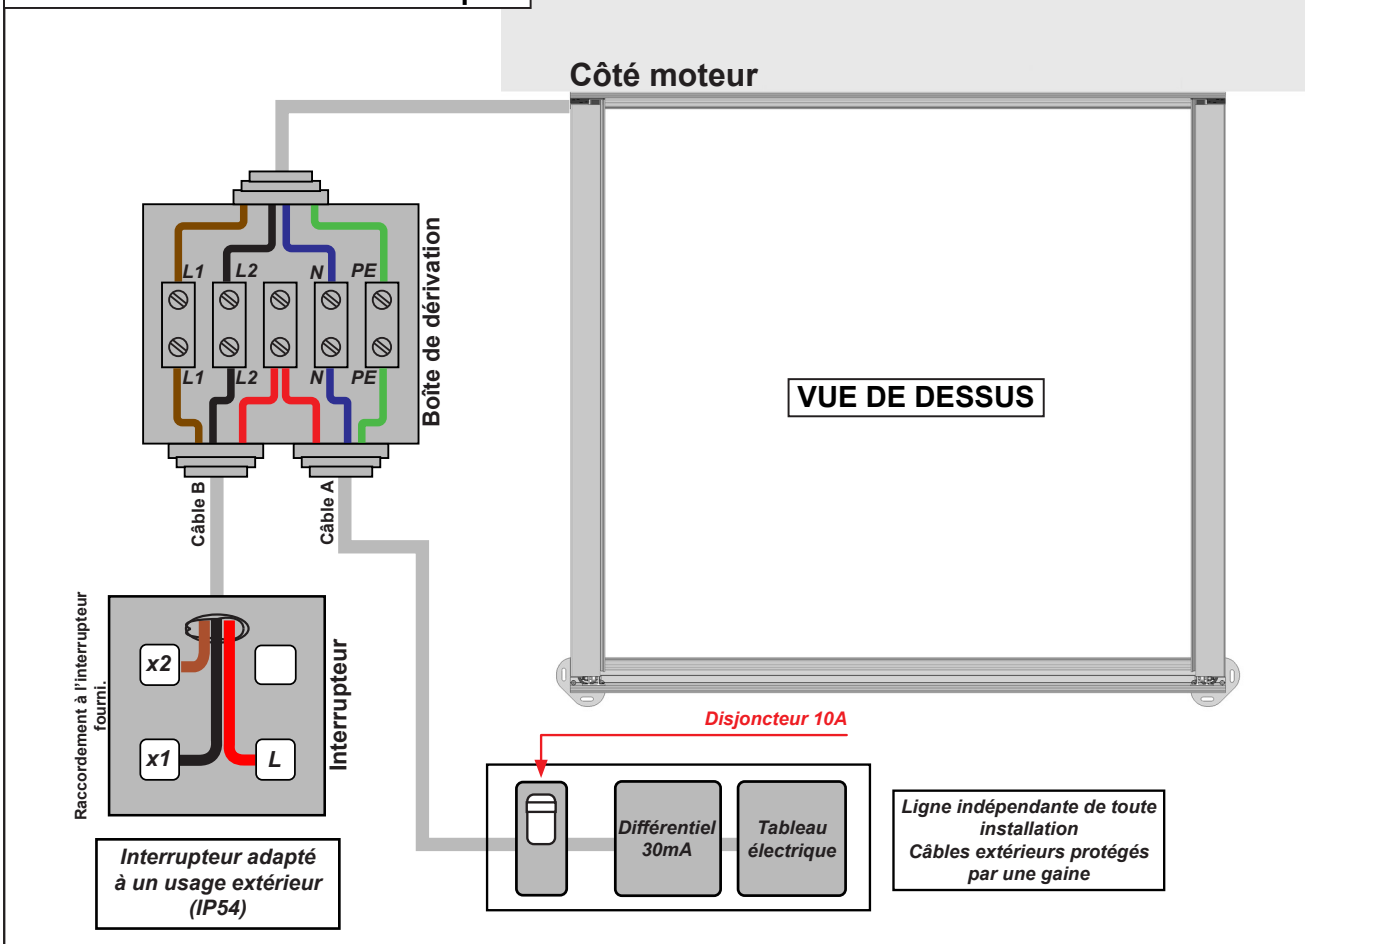 Côté moteur
L1
L2
N
PE
L1
L2
N
PE
Boîte de dérivation
Câble B
Câble A
VUE DE DESSUS
Racccordement à l'interrupteur
fourni.
x2
x1
L
Interrupteur
Interrupteur adapté
à un usage extérieur
(IP54)
Disjoncteur 10A
Différentiel
30mA
Tableau
électrique
Ligne indépendante de toute
installation
Câbles extérieurs protégés
par une gaine